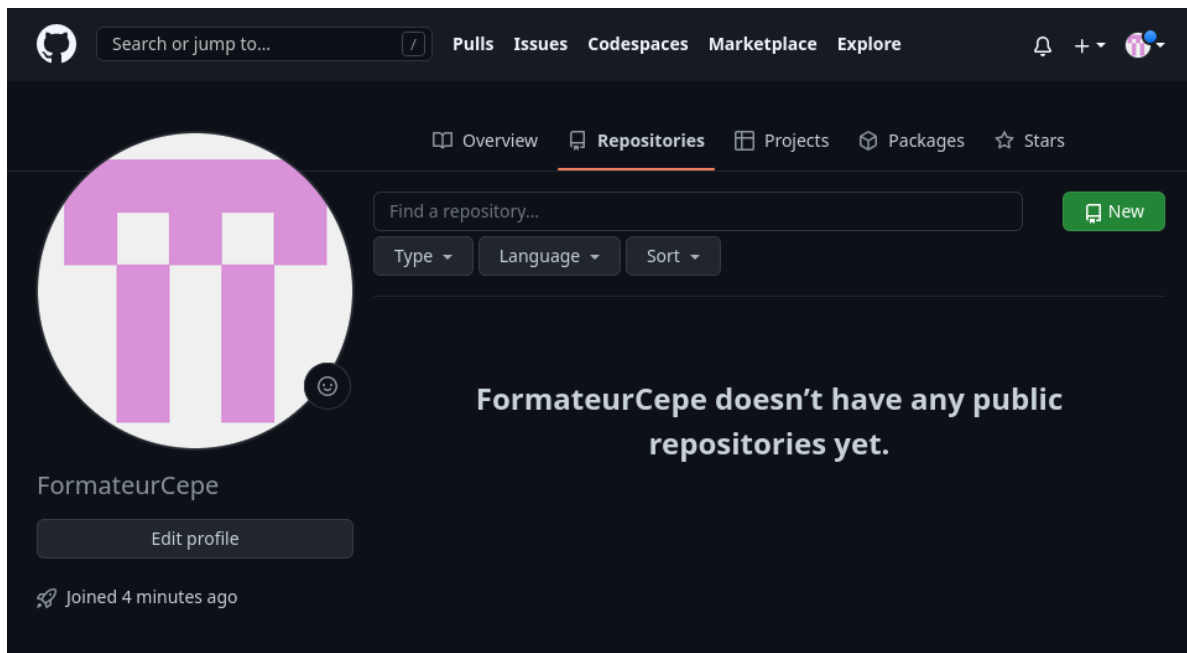 Search or jump to... / Pulls Issues Codespaces Marketplace Explore
Overview Repositories Projects Packages Stars
Find a repository... New
Type Language Sort
FormateurCepe doesn’t have any public
repositories yet.
FormateurCepe
Edit profile
Joined 4 minutes ago